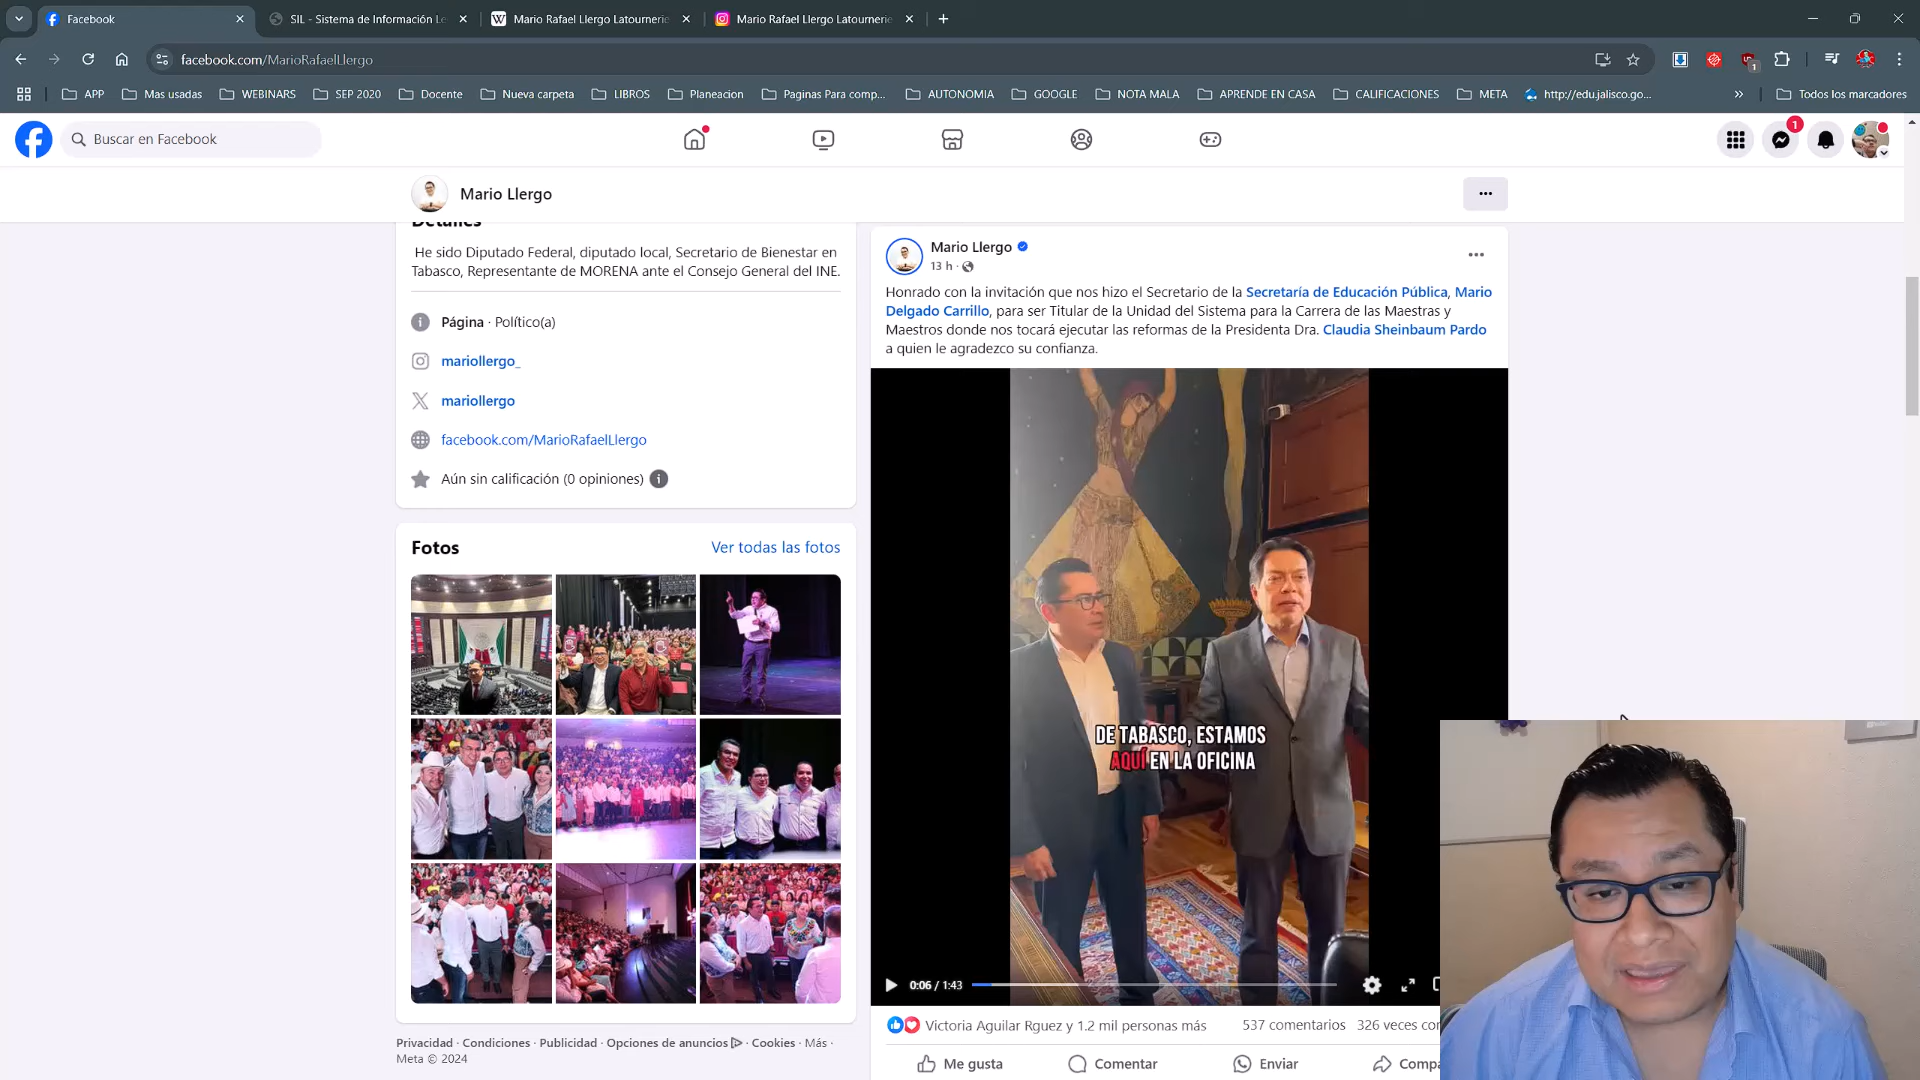 Facebook
SIL - Sistema de Información Le
Mario Rafael Llergo Latournerie
Mario Rafael Llergo Latournerie
facebook.com/MarioRafaelLlergo
APP
Mas usadas
WEBINARS
SEP 2020
Docente
Nueva carpeta
LIBROS
Planeacion
Paginas Para comp...
AUTONOMIA
GOOGLE
NOTA MALA
APRENDE EN CASA
CALIFICACIONES
META
http://edu.jalisco.go...
»
Todos los marcadores
Buscar en Facebook
1
1
Mario Llergo
Detalles
He sido Diputado Federal, diputado local, Secretario de Bienestar en
Tabasco, Representante de MORENA ante el Consejo General del INE.
Página · Político(a)
mariollergo_
mariollergo
facebook.com/MarioRafaelLlergo
Aún sin calificación (0 opiniones)
Fotos
Ver todas las fotos
Privacidad · Condiciones · Publicidad · Opciones de anuncios · Cookies · Más ·
Meta © 2024
Mario Llergo
13 h ·
Honrado con la invitación que nos hizo el Secretario de la Secretaría de Educación Pública, Mario
Delgado Carrillo, para ser Titular de la Unidad del Sistema para la Carrera de las Maestras y
Maestros donde nos tocará ejecutar las reformas de la Presidenta Dra. Claudia Sheinbaum Pardo
a quien le agradezco su confianza.
DE TABASCO, ESTAMOS
AQUÍ EN LA OFICINA
0:06 / 1:43
Victoria Aguilar Rguez y 1.2 mil personas más
537 comentarios
326 veces co
Me gusta
Comentar
Enviar
Compa